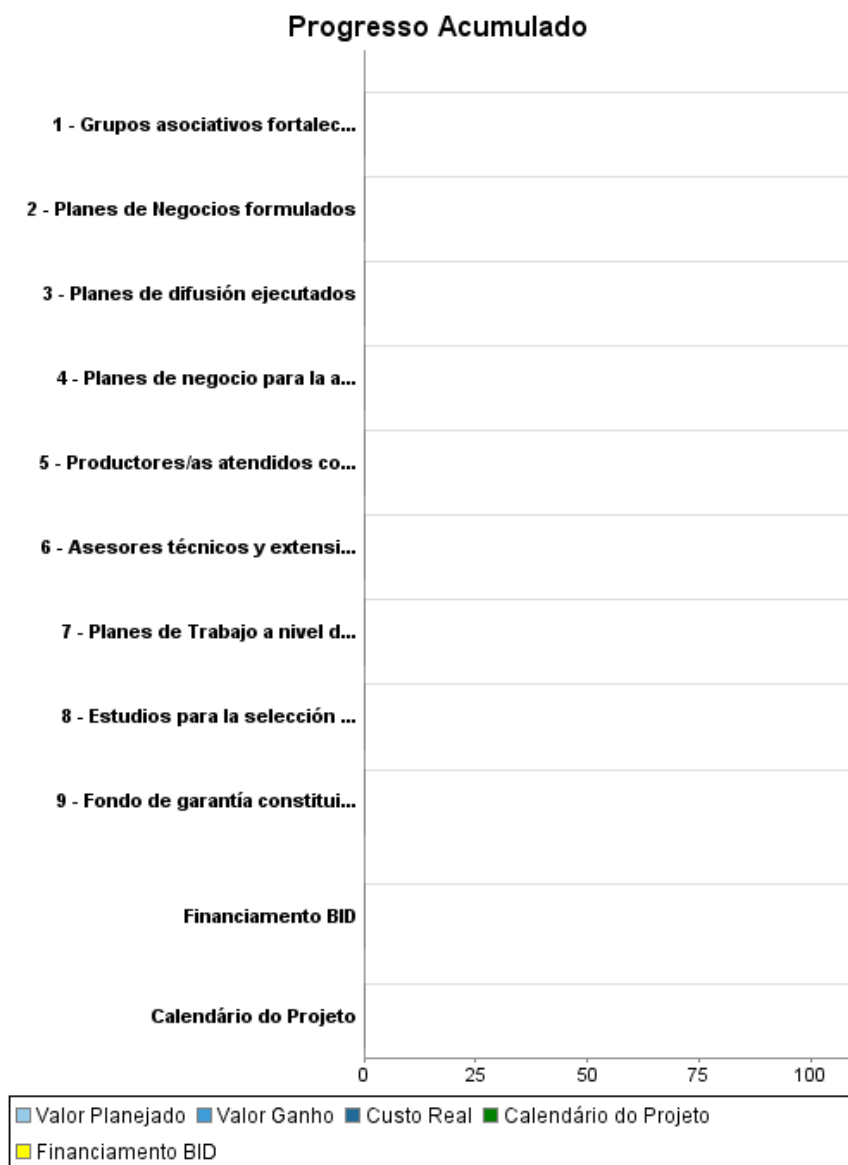 Progresso Acumulado
1 - Grupos asociativos fortalec...
2 - Planes de Negocios formulados
3 - Planes de difusión ejecutados
4 - Planes de negocio para la a...
5 - Productores/as atendidos co...
6 - Asesores técnicos y extensi...
7 - Planes de Trabajo a nivel d...
8 - Estudios para la selección ...
9 - Fondo de garantía constitui...
Financiamento BID
Calendário do Projeto
0 25 50 75 100
Valor Planejado Valor Ganho Custo Real Calendário do Projeto
Financiamento BID